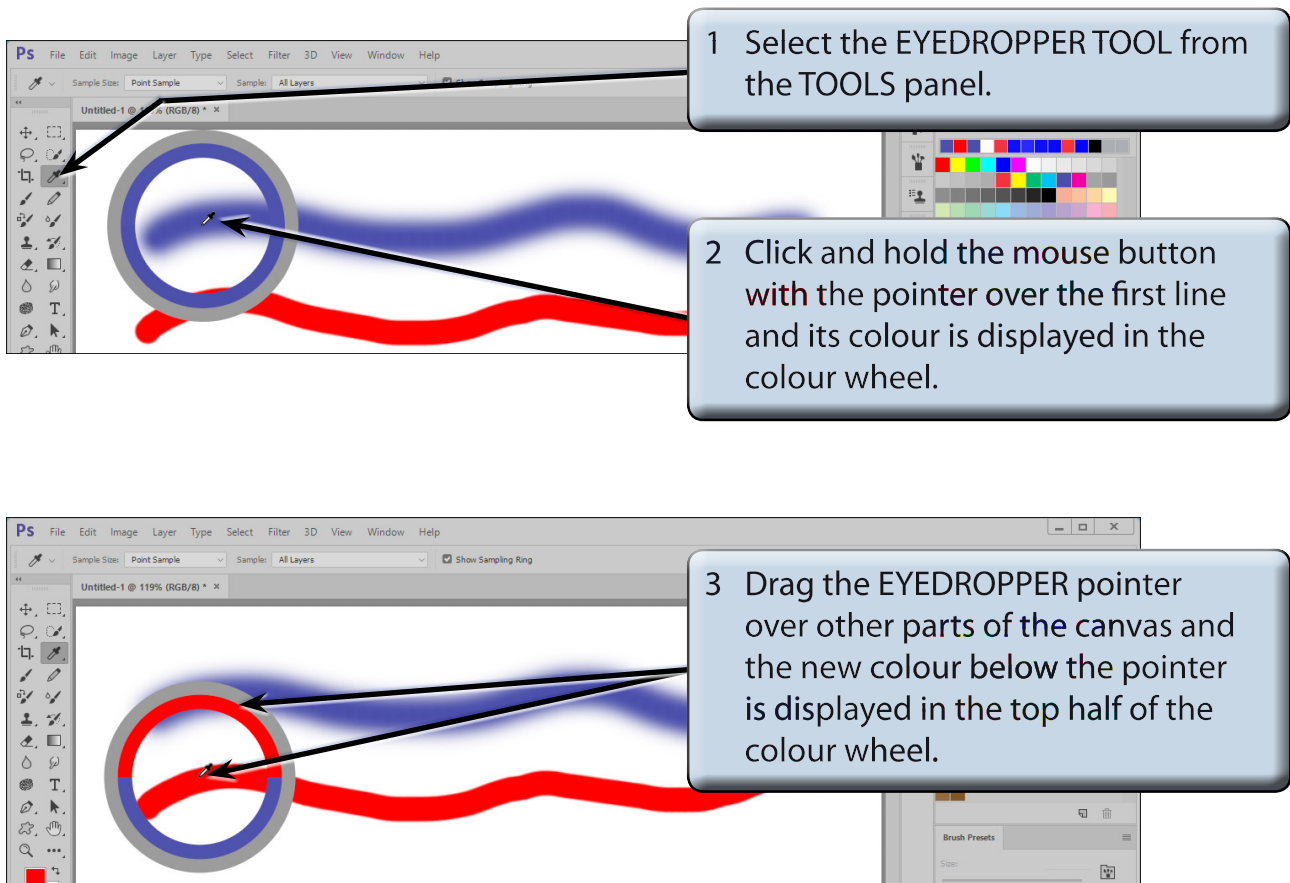 Ps File Edit Image Layer Type Select Filter 3D View Window Help
Sample Size: Point Sample Sample: All Layers
Untitled-1 @ % (RGB/8) * ×
1 Select the EYEDROPPER TOOL from
the TOOLS panel.
2 Click and hold the mouse button
with the pointer over the first line
and its colour is displayed in the
colour wheel.
Ps File Edit Image Layer Type Select Filter 3D View Window Help
Sample Size: Point Sample Sample: All Layers Show Sampling Ring
Untitled-1 @ 119% (RGB/8) * ×
3 Drag the EYEDROPPER pointer
over other parts of the canvas and
the new colour below the pointer
is displayed in the top half of the
colour wheel.
Brush Presets
Size: